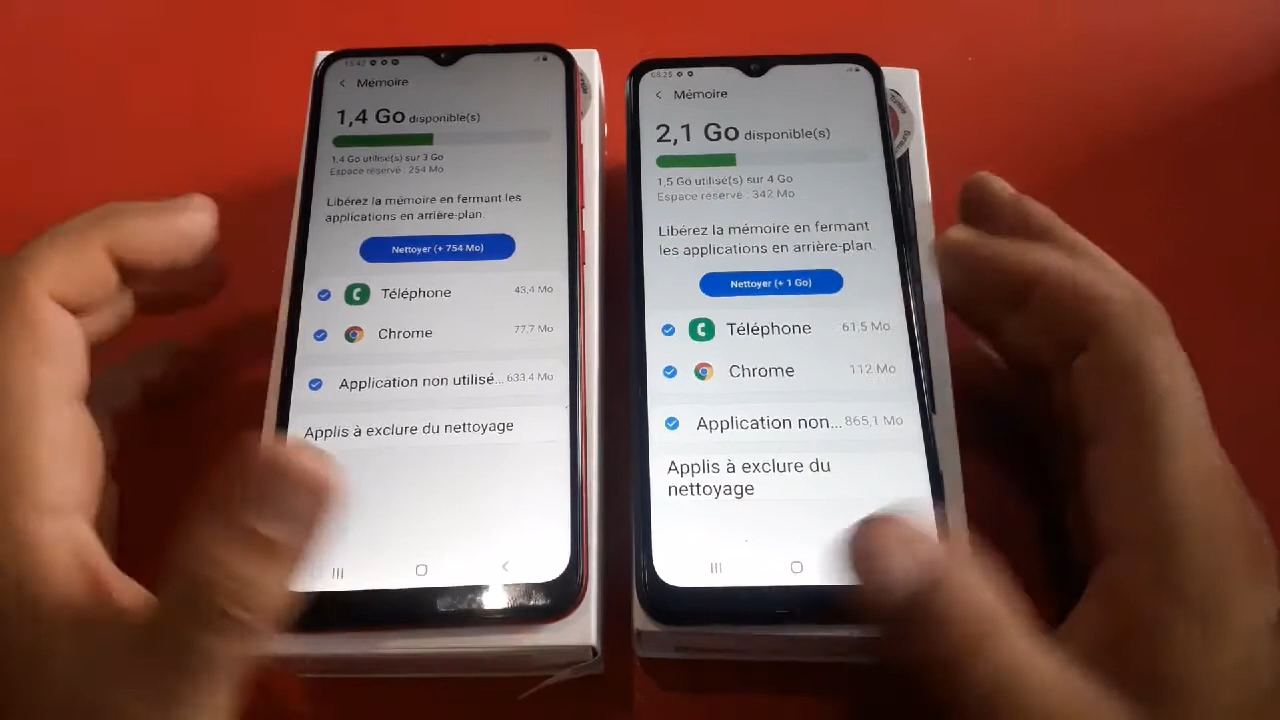 15:42
Mémoire
1,4 Go disponible(s)
1,4 Go utilisé(s) sur 3 Go
Espace réservé : 254 Mo
Libérez la mémoire en fermant les
applications en arrière-plan.
Nettoyer (+ 754 Mo)
Téléphone 43,4 Mo
Chrome 77,7 Mo
Application non utilisé... 633,4 Mo
Applis à exclure du nettoyage
08:25
Mémoire
2,1 Go disponible(s)
1,5 Go utilisé(s) sur 4 Go
Espace réservé : 342 Mo
Libérez la mémoire en fermant
les applications en arrière-plan.
Nettoyer (+ 1 Go)
Téléphone 61,5 Mo
Chrome 112 Mo
Application non... 865,1 Mo
Applis à exclure du
nettoyage